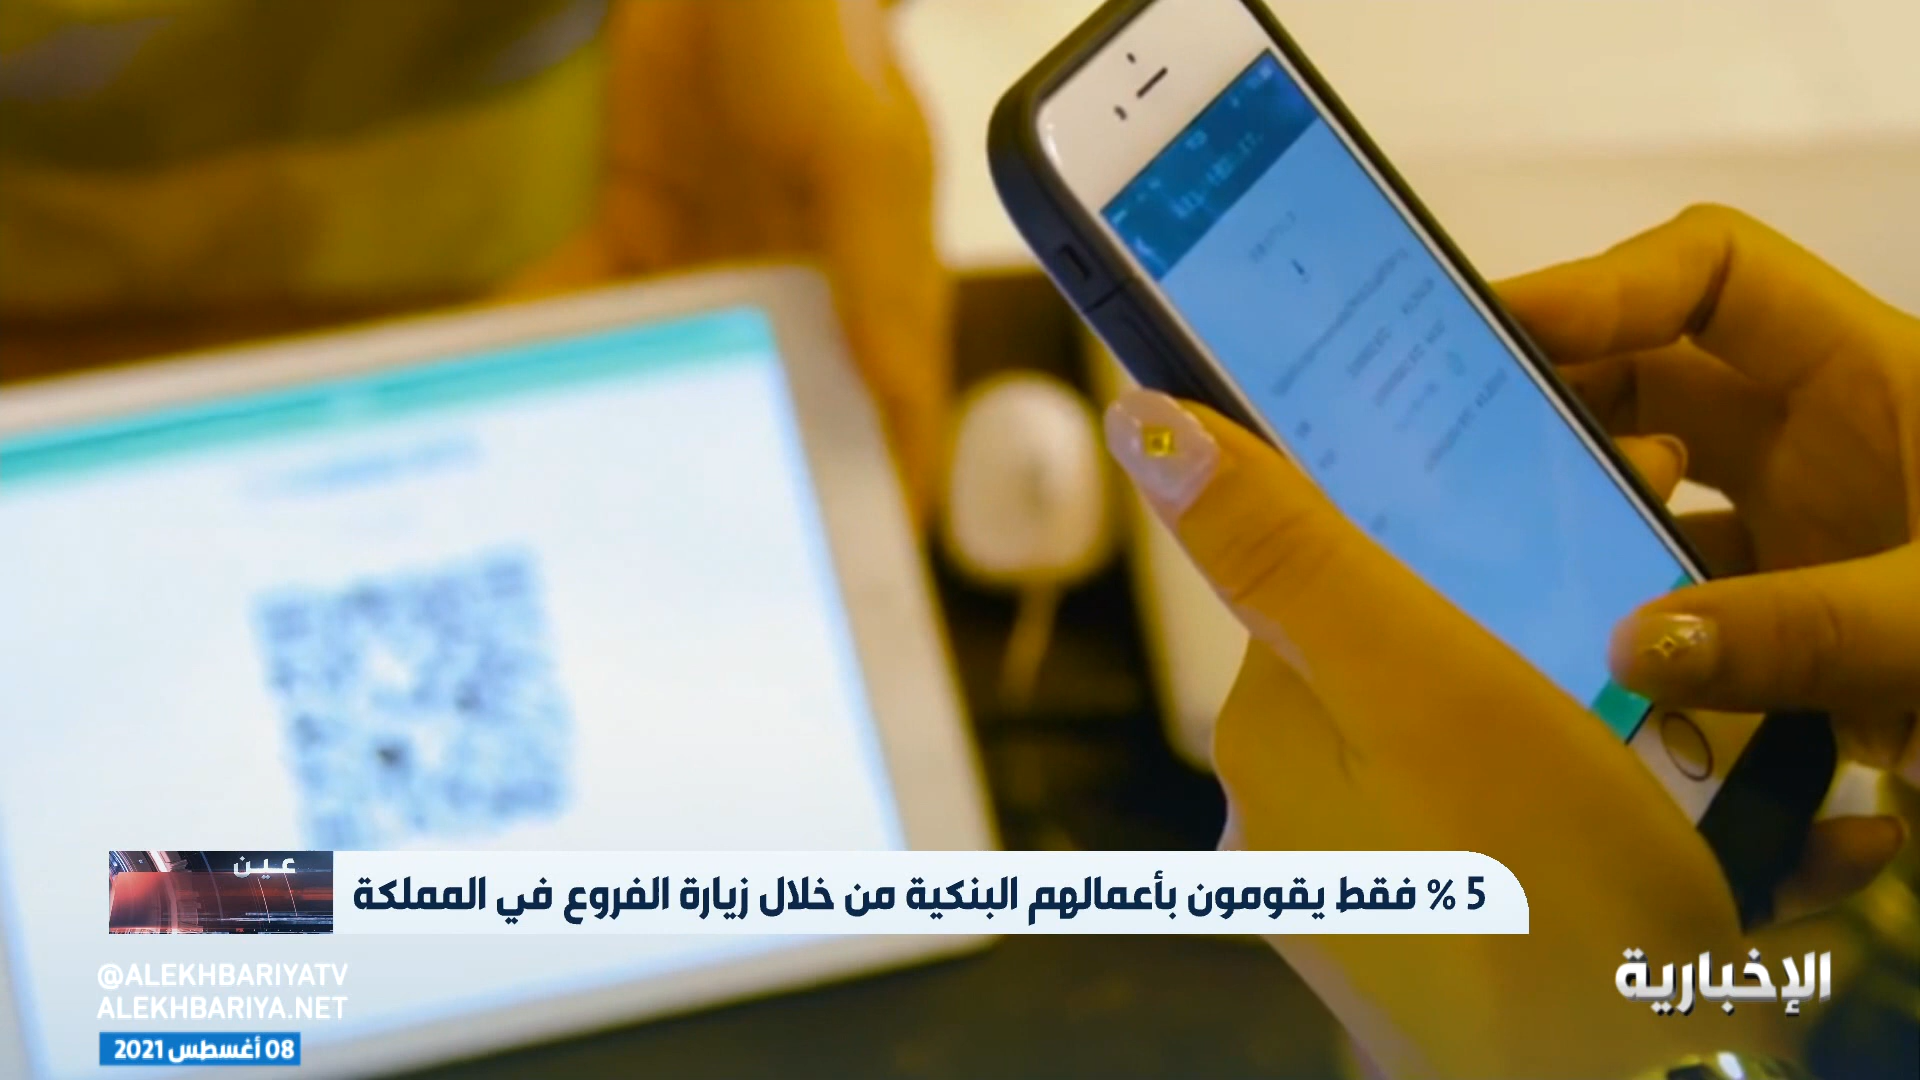 عين
5 % فقط يقومون بأعمالهم البنكية من خلال زيارة الفروع في المملكة
@ALEKHBARIYATV
ALEKHBARIYA.NET
08 أغسطس 2021
الإخبارية